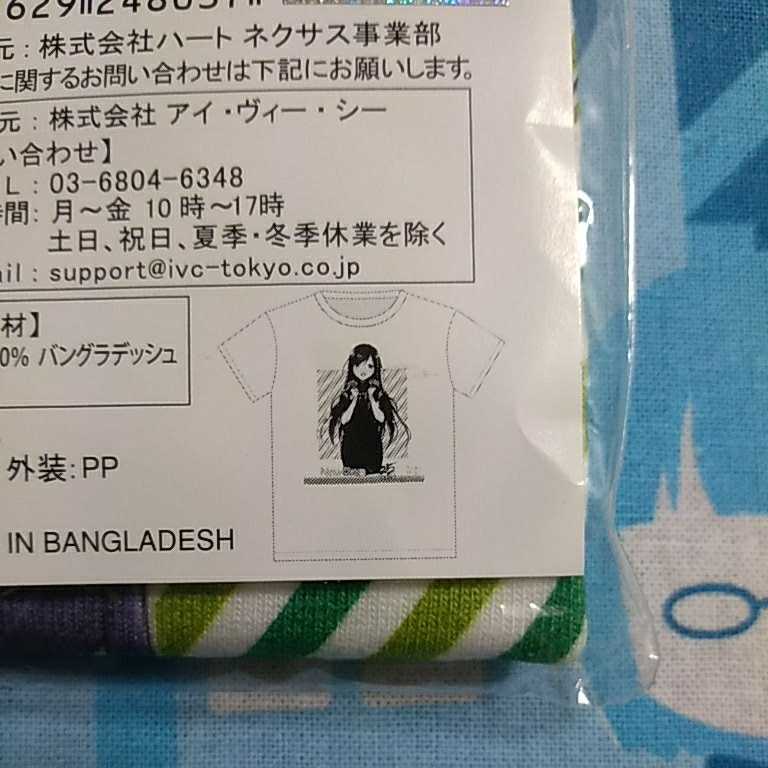 元 : 株式会社ハート ネクサス事業部
に関するお問い合わせは下記にお願いします。
元 : 株式会社 アイ・ヴィー・シー
い合わせ】
L : 03-6804-6348
時間: 月～金 10時～17時
土日、祝日、夏季・冬季休業を除く
ail : support@ivc-tokyo.co.jp
材】
0% バングラデッシュ
外装: PP
IN BANGLADESH